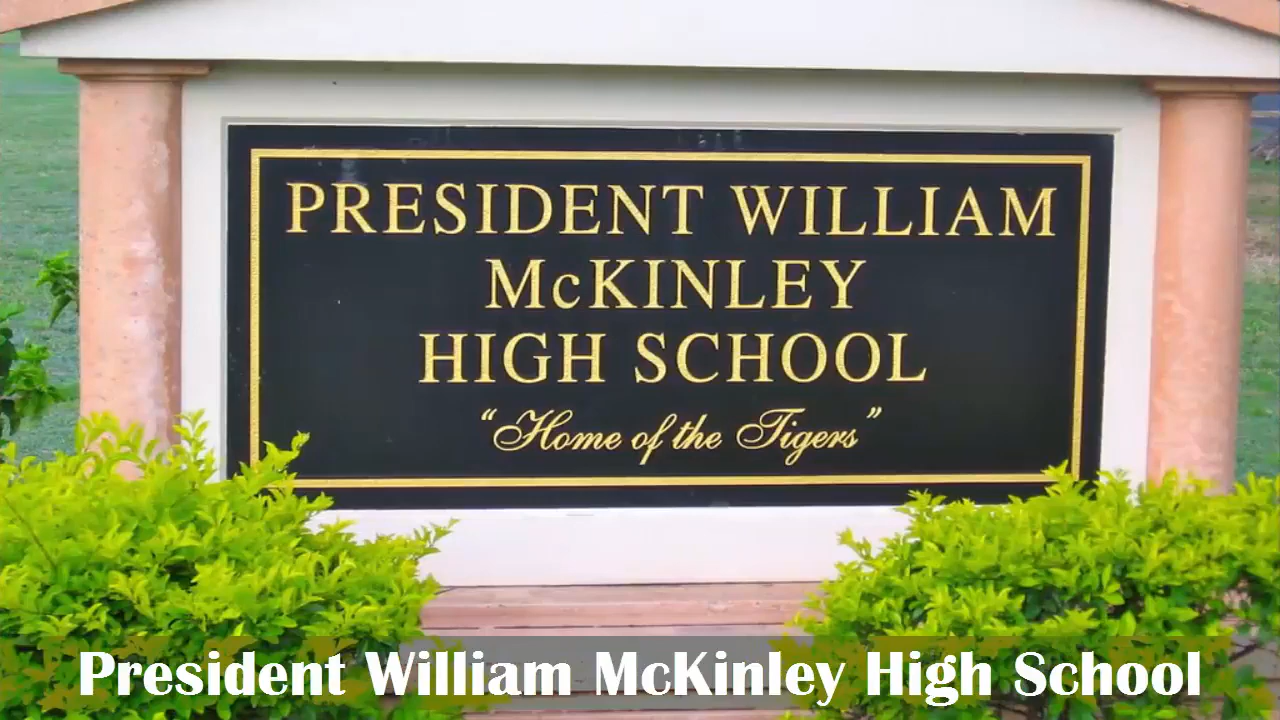 PRESIDENT WILLIAM
McKINLEY
HIGH SCHOOL
“Home of the Tigers”
President William McKinley High School